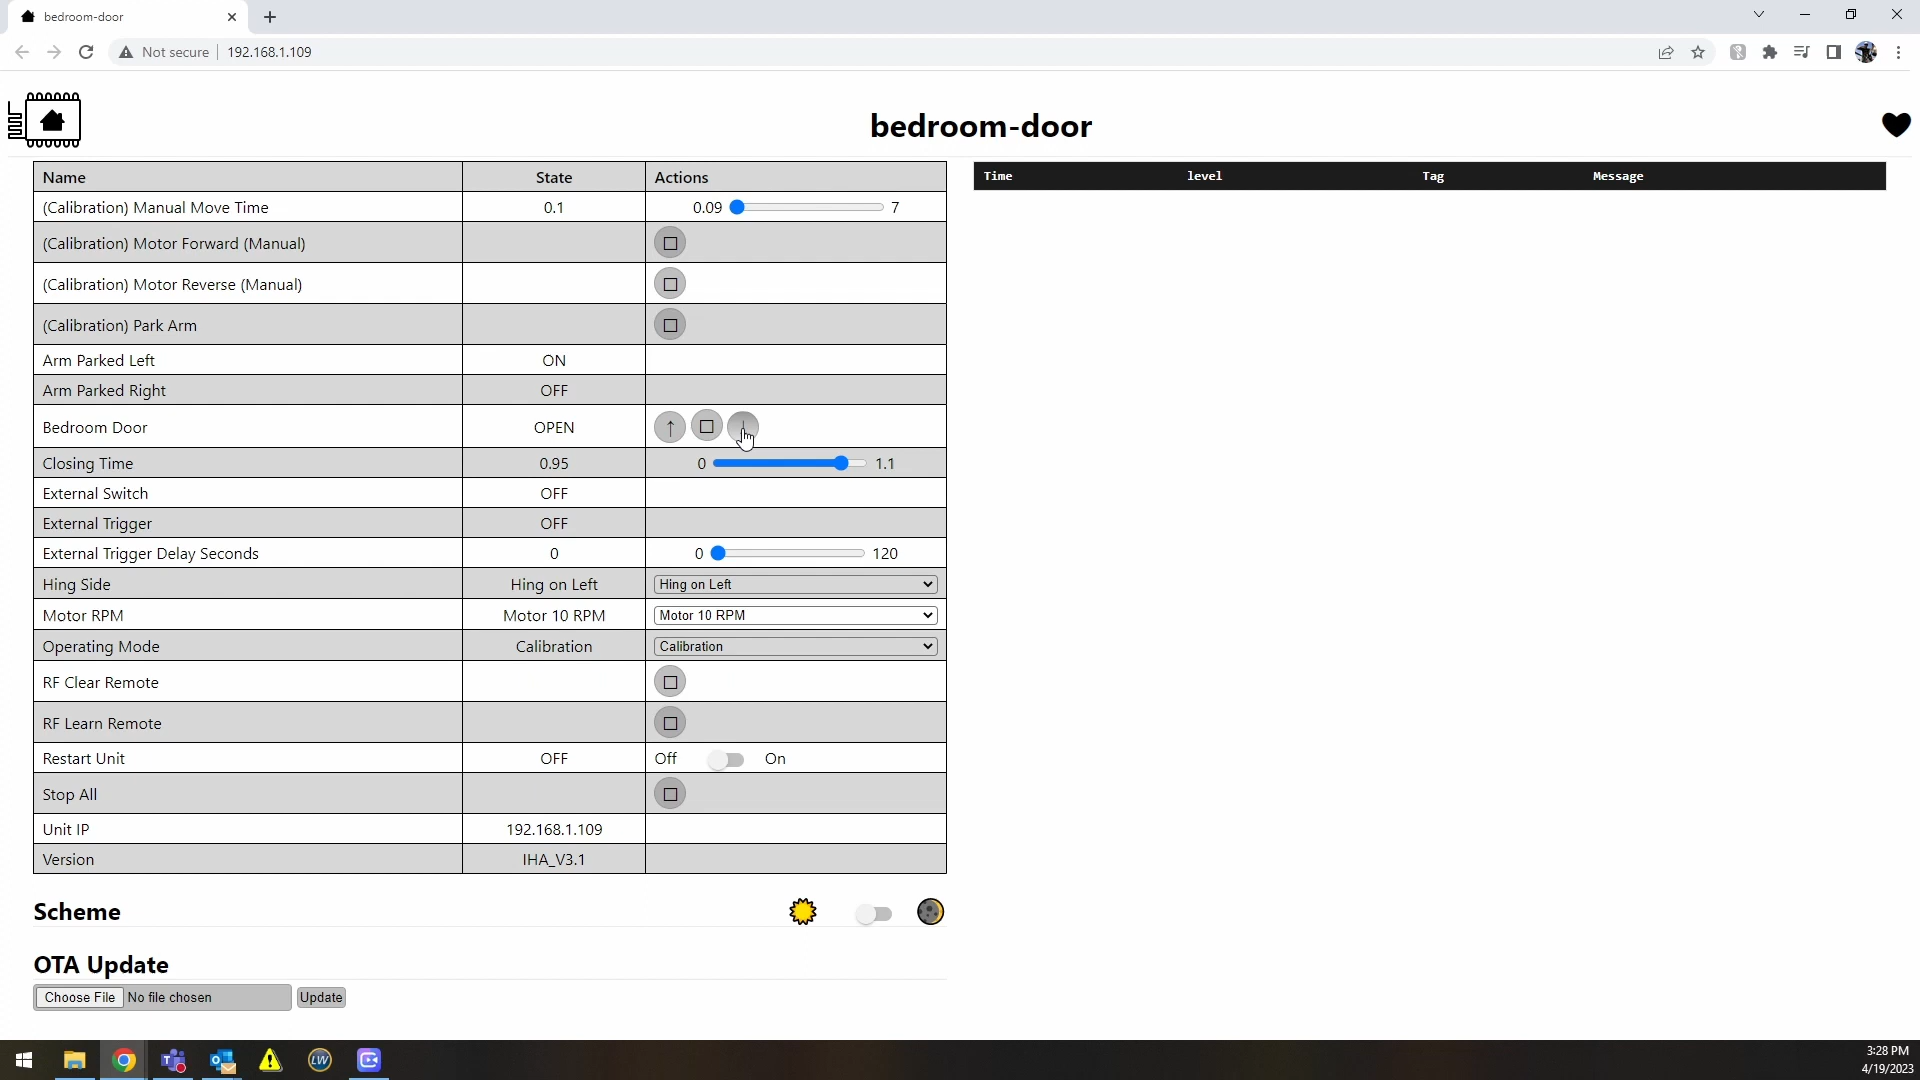 bedroom-door
Not secure 192.168.1.109
bedroom-door
Name State Actions
(Calibration) Manual Move Time 0.1 0.09 7
(Calibration) Motor Forward (Manual)
(Calibration) Motor Reverse (Manual)
(Calibration) Park Arm
Arm Parked Left ON
Arm Parked Right OFF
Bedroom Door OPEN ↑
Closing Time 0.95 0 1.1
External Switch OFF
External Trigger OFF
External Trigger Delay Seconds 0 0 120
Hing Side Hing on Left Hing on Left
Motor RPM Motor 10 RPM Motor 10 RPM
Operating Mode Calibration Calibration
RF Clear Remote
RF Learn Remote
Restart Unit OFF Off On
Stop All
Unit IP 192.168.1.109
Version IHA_V3.1
Time level Tag Message
Scheme
OTA Update
Choose File No file chosen Update
LW
3:28 PM
4/19/2023